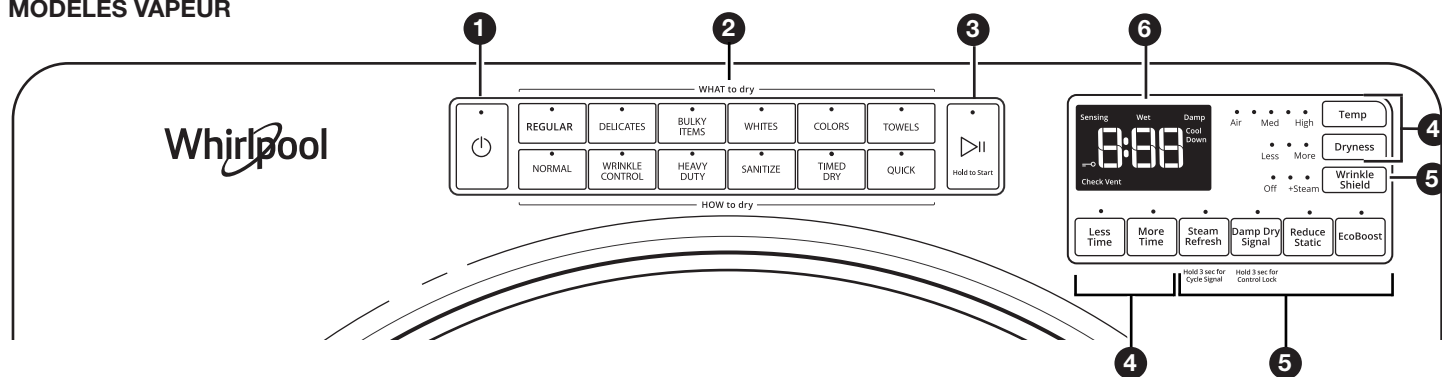 MODÈLES VAPEUR
1
2
3
6
WHAT to dry
REGULAR
DELICATES
BULKY
ITEMS
WHITES
COLORS
TOWELS
NORMAL
WRINKLE
CONTROL
HEAVY
DUTY
SANITIZE
TIMED
DRY
QUICK
HOW to dry
Hold to Start
Whirlpool
Sensing Wet Damp
Cool
Down
8:88
Check Vent
Air Med High
Temp
Less More
Dryness
4
Off +Steam
Wrinkle
Shield
5
Less
Time
More
Time
Steam
Refresh
Damp Dry
Signal
Reduce
Static
EcoBoost
Hold 3 sec for
Cycle Signal
Hold 3 sec for
Control Lock
4
5